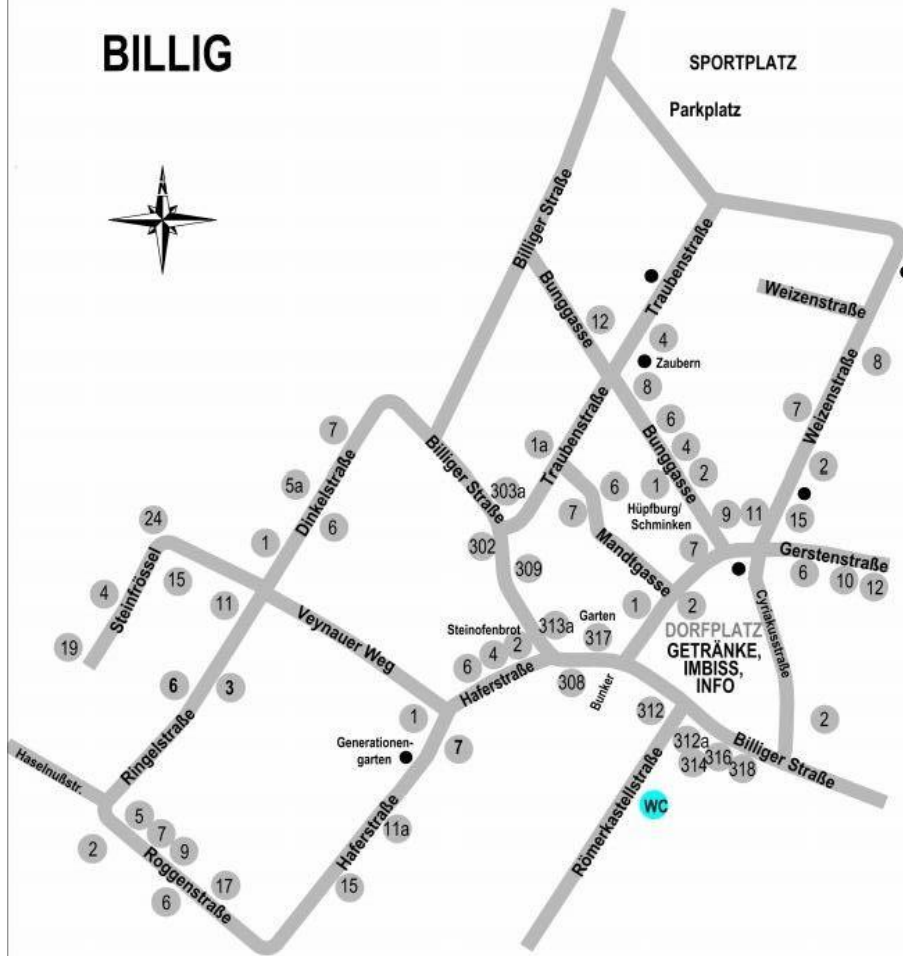 BILLIG
SPORTPLATZ
Parkplatz
N
Billiger Straße
Traubenstraße
Weizenstraße
Bunggasse
12
4
Zaubern
8
8
7
Weizenstraße
6
4
2
Bunggasse
2
7
1a
Traubenstraße
Billiger Straße
303a
5a
Dinkelstraße
6
6
1
Hüpfburg/
Schminken
7
9
11
15
24
1
302
Mandtgasse
7
Gerstenstraße
309
6
10
12
4
Steinfrössel
15
11
Veynauer Weg
Steinofenbrot
313a
Garten
317
1
2
Cyriakusstraße
19
2
4
6
DORFPLATZ
GETRÄNKE,
IMBISS,
INFO
6
3
Haferstraße
308
Bunker
312
Ringelstraße
1
Generationen-
garten
7
312a
316
314
318
Billiger Straße
2
Haselnußstr.
WC
Römerkastellstraße
5
7
9
Haferstraße
11a
2
Roggenstraße
17
15
6